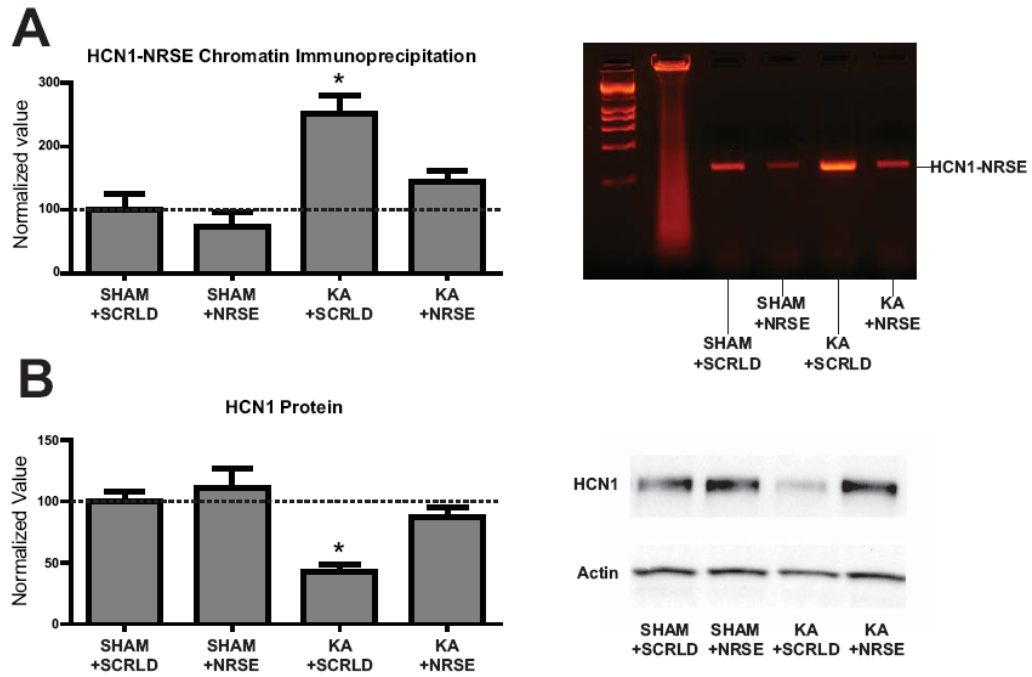 A
HCN1-NRSE Chromatin Immunoprecipitation
Normalized value
300
200
100
0
*
SHAM
+SCRLD
SHAM
+NRSE
KA
+SCRLD
KA
+NRSE
HCN1-NRSE
SHAM
+SCRLD
SHAM
+NRSE
KA
+SCRLD
KA
+NRSE
B
HCN1 Protein
Normalized Value
150
100
50
0
*
SHAM
+SCRLD
SHAM
+NRSE
KA
+SCRLD
KA
+NRSE
HCN1
Actin
SHAM
+SCRLD
SHAM
+NRSE
KA
+SCRLD
KA
+NRSE